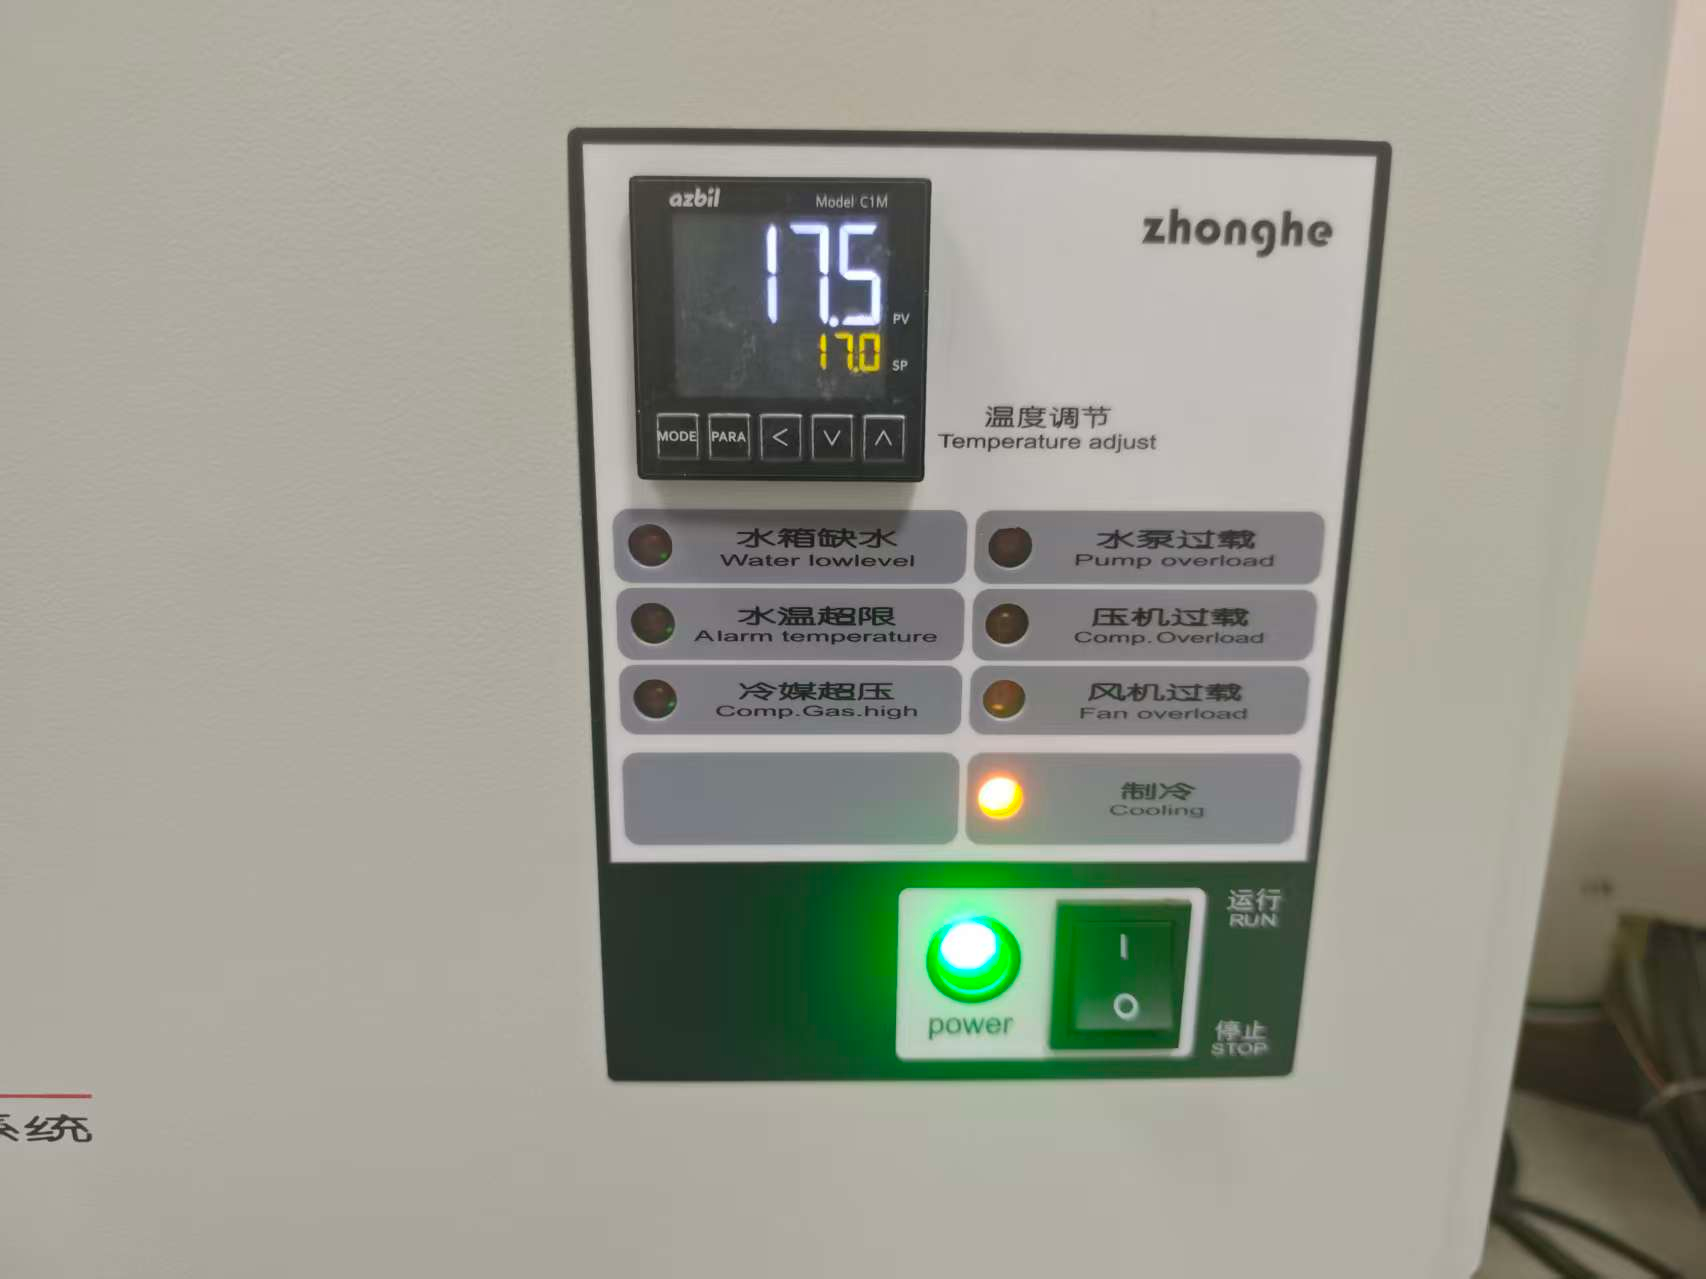 azbil
Model C1M
17.5 PV
17.0 SP
MODE PARA < ∨ ∧
zhonghe
温度调节
Temperature adjust
水箱缺水
Water lowlevel
水泵过载
Pump overload
水温超限
Alarm temperature
压机过载
Comp.Overload
冷媒超压
Comp.Gas.high
风机过载
Fan overload
制冷
Cooling
power
I
O
运行
RUN
停止
STOP
系统